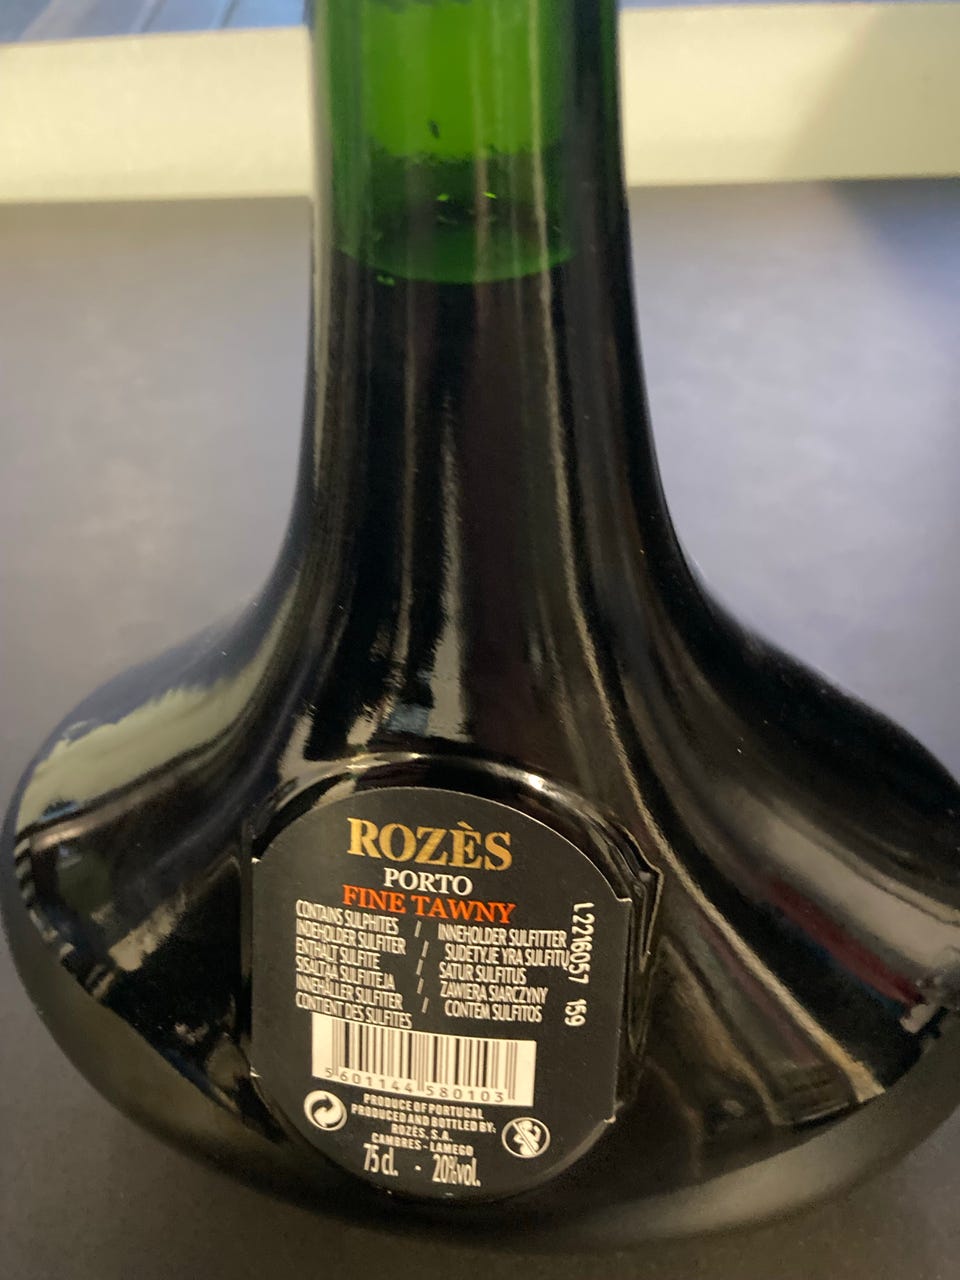 ROZÈS
PORTO
FINE TAWNY
CONTAINS SULPHITES / INNEHOLDER SULFITTER
INDEHOLDER SULFITER / SUDETYJE YRA SULFITU
ENTHÄLT SULFITE / SATUR SULFITUS
SISÄLTÄÄ SULFIITEJA / ZAWIERA SIARCZYNY
INNEHÅLLER SULFITER / CONTEM SULFITOS
CONTIENT DES SULFITES
L2216057 159
5 601144 580103
PRODUCE OF PORTUGAL
PRODUCED AND BOTTLED BY:
ROZÈS, S.A.
CAMBRES - LAMEGO
75 cl. - 20%vol.